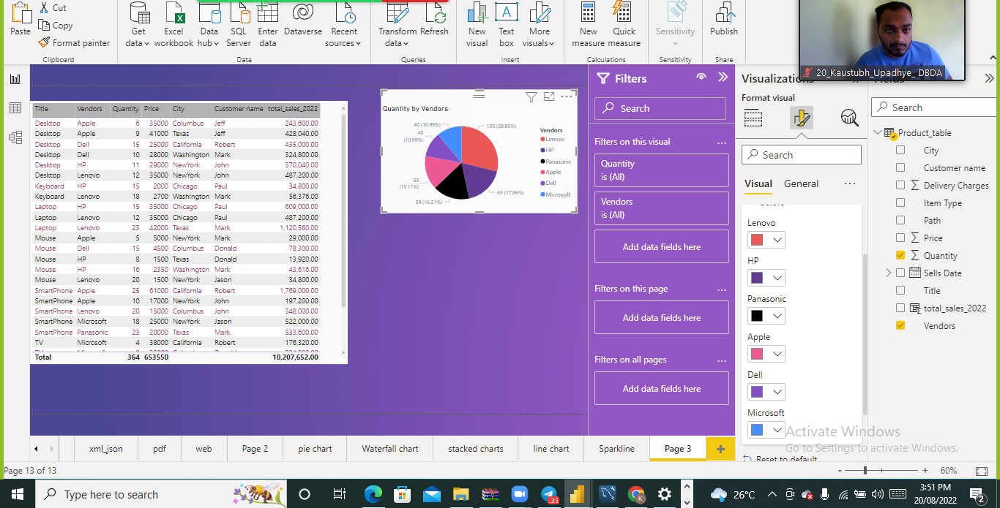 Paste
Cut
Copy
Format painter
Clipboard
Get data
Excel workbook
Data hub
SQL Server
Enter data
Dataverse
Recent sources
Data
Transform data
Refresh
Queries
New visual
Text box
More visuals
Insert
New measure
Quick measure
Calculations
Sensitivity
Sensitivity
Publish
Share
20_Kaustubh_Upadhye_ DBDA
Title Vendors Quantity Price City Customer name total_sales_2022
Desktop Apple 6 35000 Columbus Jeff 243,600.00
Desktop Apple 9 41000 Texas Jeff 428,040.00
Desktop Dell 15 25000 California Robert 435,000.00
Desktop Dell 10 28000 Washington Mark 324,800.00
Desktop HP 11 29000 NewYork John 370,040.00
Desktop Lenovo 12 35000 NewYork John 487,200.00
Keyboard HP 15 2000 Chicago Paul 34,800.00
Keyboard Lenovo 18 2700 Washington Mark 56,376.00
Laptop HP 15 35000 Chicago Paul 609,000.00
Laptop Lenovo 12 35000 Chicago Paul 487,200.00
Laptop Lenovo 23 42000 Texas Mark 1,120,560.00
Mouse Apple 5 5000 NewYork Mark 29,000.00
Mouse Dell 15 4500 Columbus Donald 78,300.00
Mouse HP 8 1500 Texas Donald 13,920.00
Mouse HP 16 2350 Washington Mark 43,616.00
Mouse Lenovo 20 1500 NewYork Jason 34,800.00
SmartPhone Apple 25 61000 California Robert 1,769,000.00
SmartPhone Apple 10 17000 NewYork John 197,200.00
SmartPhone Lenovo 20 15000 Columbus John 348,000.00
SmartPhone Microsoft 18 25000 NewYork Jason 522,000.00
SmartPhone Panasonic 23 20000 Texas Mark 533,600.00
TV Microsoft 4 38000 California Robert 176,320.00
Total 364 653550 10,207,652.00
Quantity by Vendors
40 (10.99%)
105 (28.85%)
40
(10.99%)
55
(15.11%)
59 (16.21%)
65 (17.86%)
Vendors
Lenovo
HP
Panasonic
Apple
Dell
Microsoft
Filters
Search
Filters on this visual ...
Quantity
is (All)
Vendors
is (All)
Add data fields here
Filters on this page ...
Add data fields here
Filters on all pages ...
Add data fields here
Visualizations
Format visual
Search
Visual General ...
Lenovo
HP
Panasonic
Apple
Dell
Microsoft
Reset to default
Fields
Search
Product_table
City
Customer name
Delivery Charges
Item Type
Path
Price
Quantity
Sells Date
Title
total_sales_2022
Vendors
Activate Windows
Go to Settings to activate Windows.
xml_json pdf web Page 2 pie chart Waterfall chart stacked charts line chart Sparkline Page 3 +
Page 13 of 13
- + 60%
Type here to search
35
K
26°C
3:51 PM
20/08/2022
2